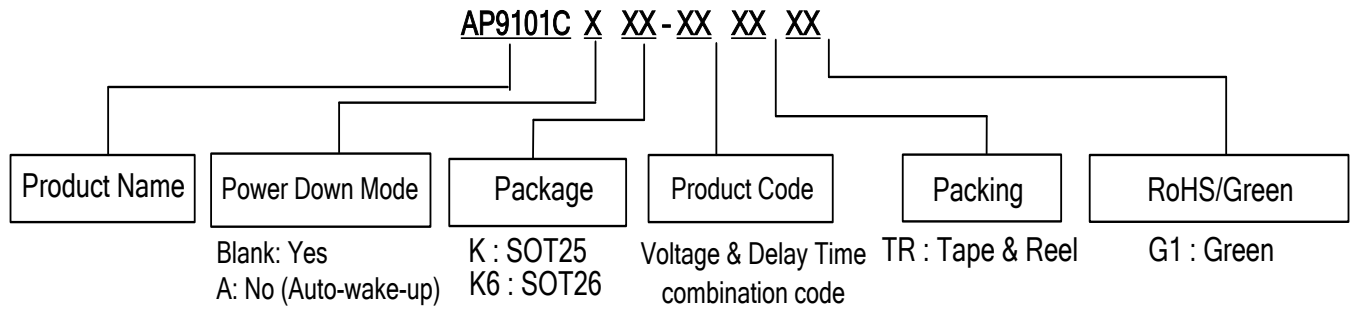 AP9101C X XX-XX XX XX
Product Name
Power Down Mode
Package
Product Code
Packing
RoHS/Green
Blank: Yes
A: No (Auto-wake-up)
K : SOT25
K6 : SOT26
Voltage & Delay Time
combination code
TR : Tape & Reel
G1 : Green